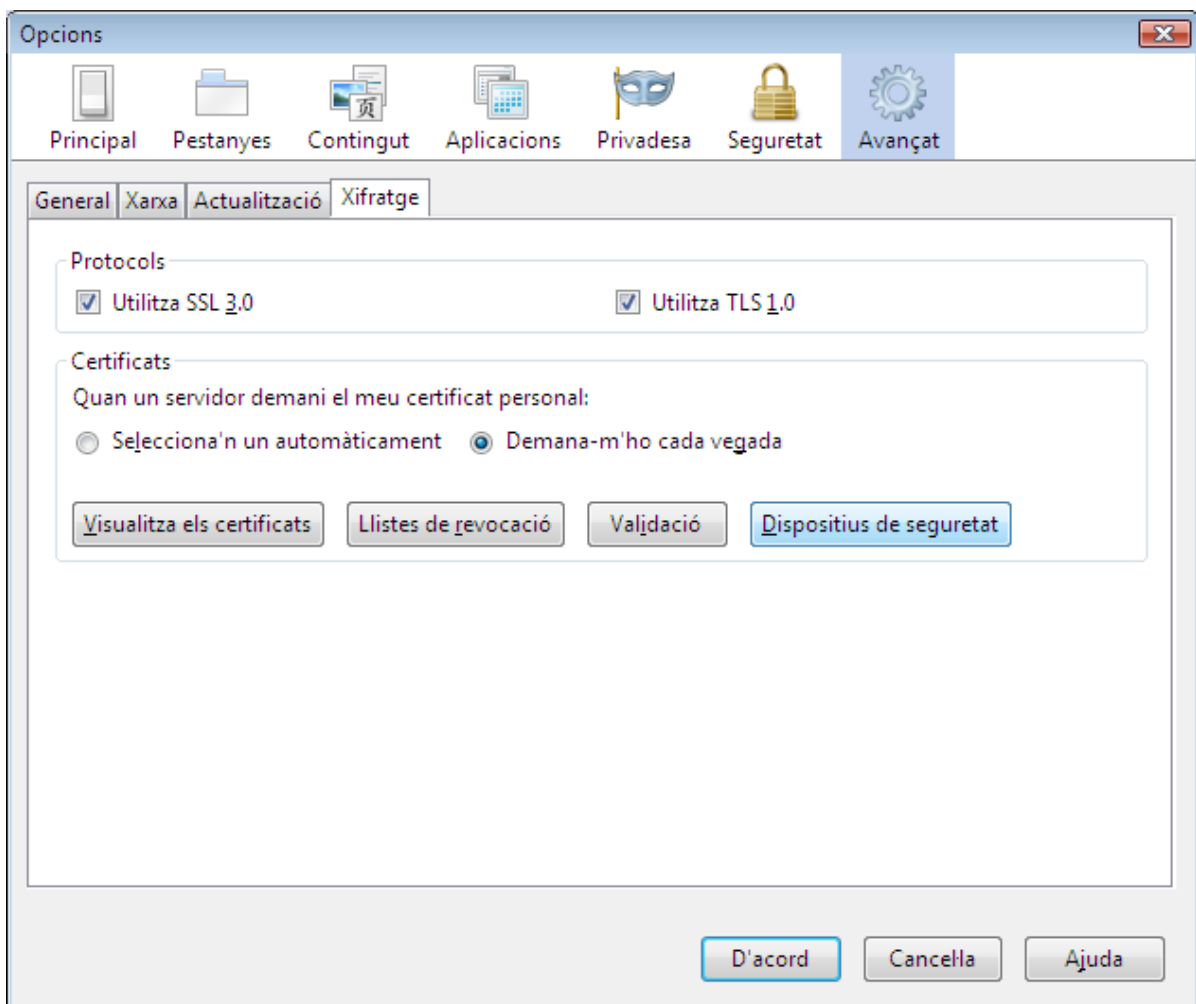 Opcions
页
Principal Pestanyes Contingut Aplicacions Privadesa Seguretat Avançat
General Xarxa Actualització Xifratge
Protocols
Utilitza SSL 3.0 Utilitza TLS 1.0
Certificats
Quan un servidor demani el meu certificat personal:
Selecciona'n un automàticament Demana-m'ho cada vegada
Visualitza els certificats Llistes de revocació Validació Dispositius de seguretat
D'acord Cancel·la Ajuda